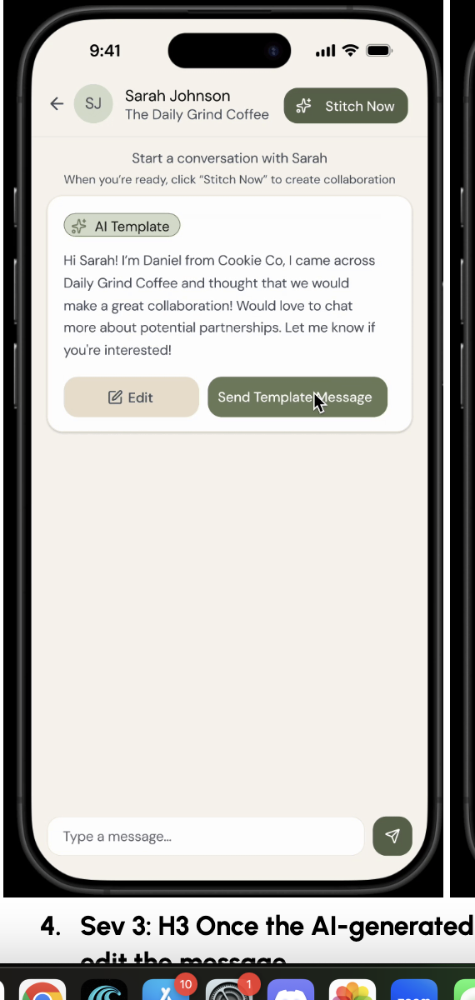 9:41
SJ
Sarah Johnson
The Daily Grind Coffee
Stitch Now
Start a conversation with Sarah
When you're ready, click “Stitch Now” to create collaboration
AI Template
Hi Sarah! I'm Daniel from Cookie Co, I came across
Daily Grind Coffee and thought that we would
make a great collaboration! Would love to chat
more about potential partnerships. Let me know if
you're interested!
Edit
Send Template Message
Type a message...
4. Sev 3: H3 Once the AI-generated
edit the message
10
1
zoom